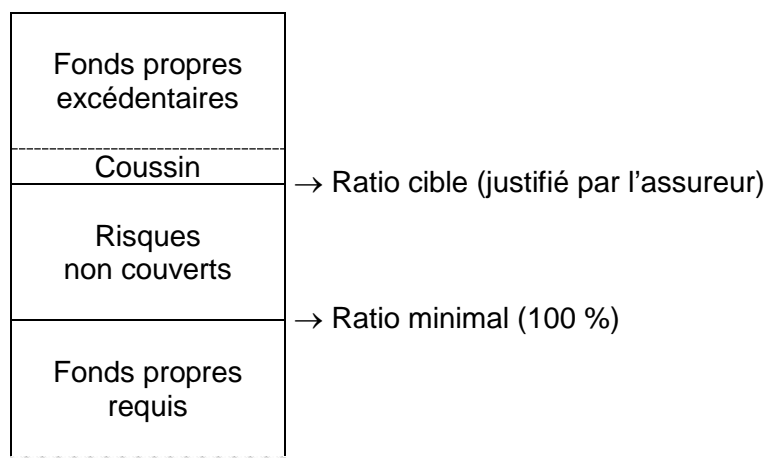 Fonds propres
excédentaires
Coussin
→ Ratio cible (justifié par l’assureur)
Risques
non couverts
→ Ratio minimal (100 %)
Fonds propres
requis